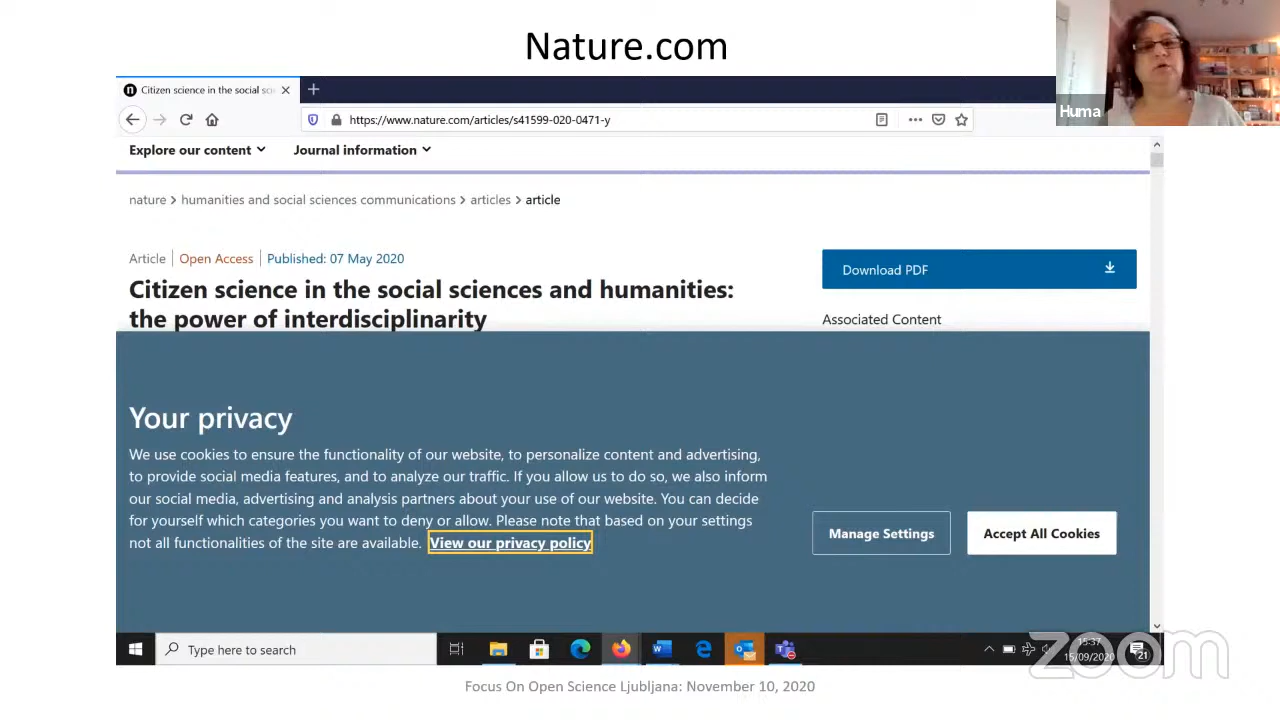 Nature.com
Huma
Citizen science in the social sci
https://www.nature.com/articles/s41599-020-0471-y
Explore our content
Journal information
nature > humanities and social sciences communications > articles > article
Article | Open Access | Published: 07 May 2020
Download PDF
Citizen science in the social sciences and humanities:
the power of interdisciplinarity
Associated Content
Your privacy
We use cookies to ensure the functionality of our website, to personalize content and advertising,
to provide social media features, and to analyze our traffic. If you allow us to do so, we also inform
our social media, advertising and analysis partners about your use of our website. You can decide
for yourself which categories you want to deny or allow. Please note that based on your settings
not all functionalities of the site are available. View our privacy policy
Manage Settings
Accept All Cookies
Type here to search
15:37
15/09/2020
21
zoom
Focus On Open Science Ljubljana: November 10, 2020